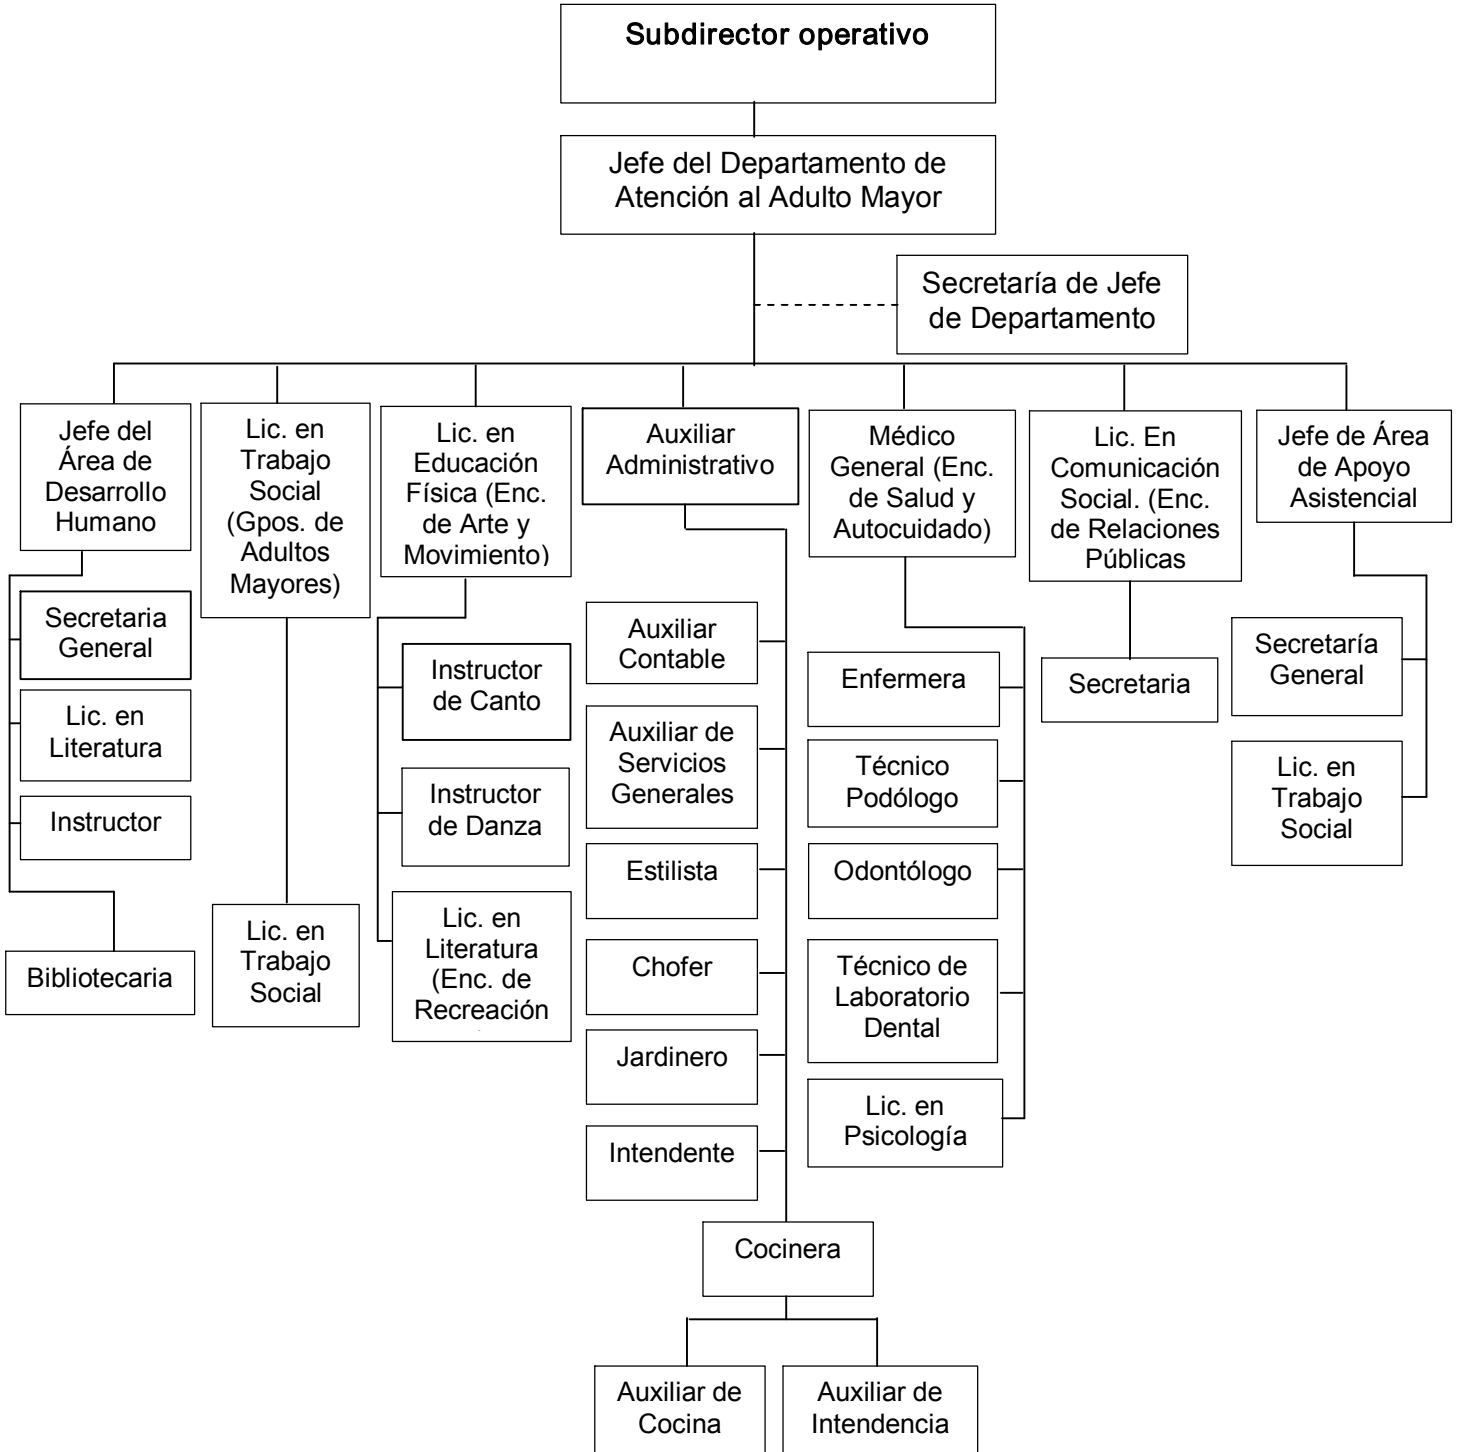 Subdirector operativo
Jefe del Departamento de
Atención al Adulto Mayor
Secretaría de Jefe
de Departamento
Jefe del
Área de
Desarrollo
Humano
Lic. en
Trabajo
Social
(Gpos. de
Adultos
Mayores)
Lic. en
Educación
Física (Enc.
de Arte y
Movimiento)
Auxiliar
Administrativo
Médico
General (Enc.
de Salud y
Autocuidado)
Lic. En
Comunicación
Social. (Enc.
de Relaciones
Públicas
Jefe de Área
de Apoyo
Asistencial
Secretaria
General
Lic. en
Literatura
Instructor
Bibliotecaria
Lic. en
Trabajo
Social
Instructor
de Canto
Instructor
de Danza
Lic. en
Literatura
(Enc. de
Recreación
Auxiliar
Contable
Auxiliar de
Servicios
Generales
Estilista
Chofer
Jardinero
Intendente
Cocinera
Auxiliar de
Cocina
Auxiliar de
Intendencia
Enfermera
Técnico
Podólogo
Odontólogo
Técnico de
Laboratorio
Dental
Lic. en
Psicología
Secretaria
Secretaría
General
Lic. en
Trabajo
Social